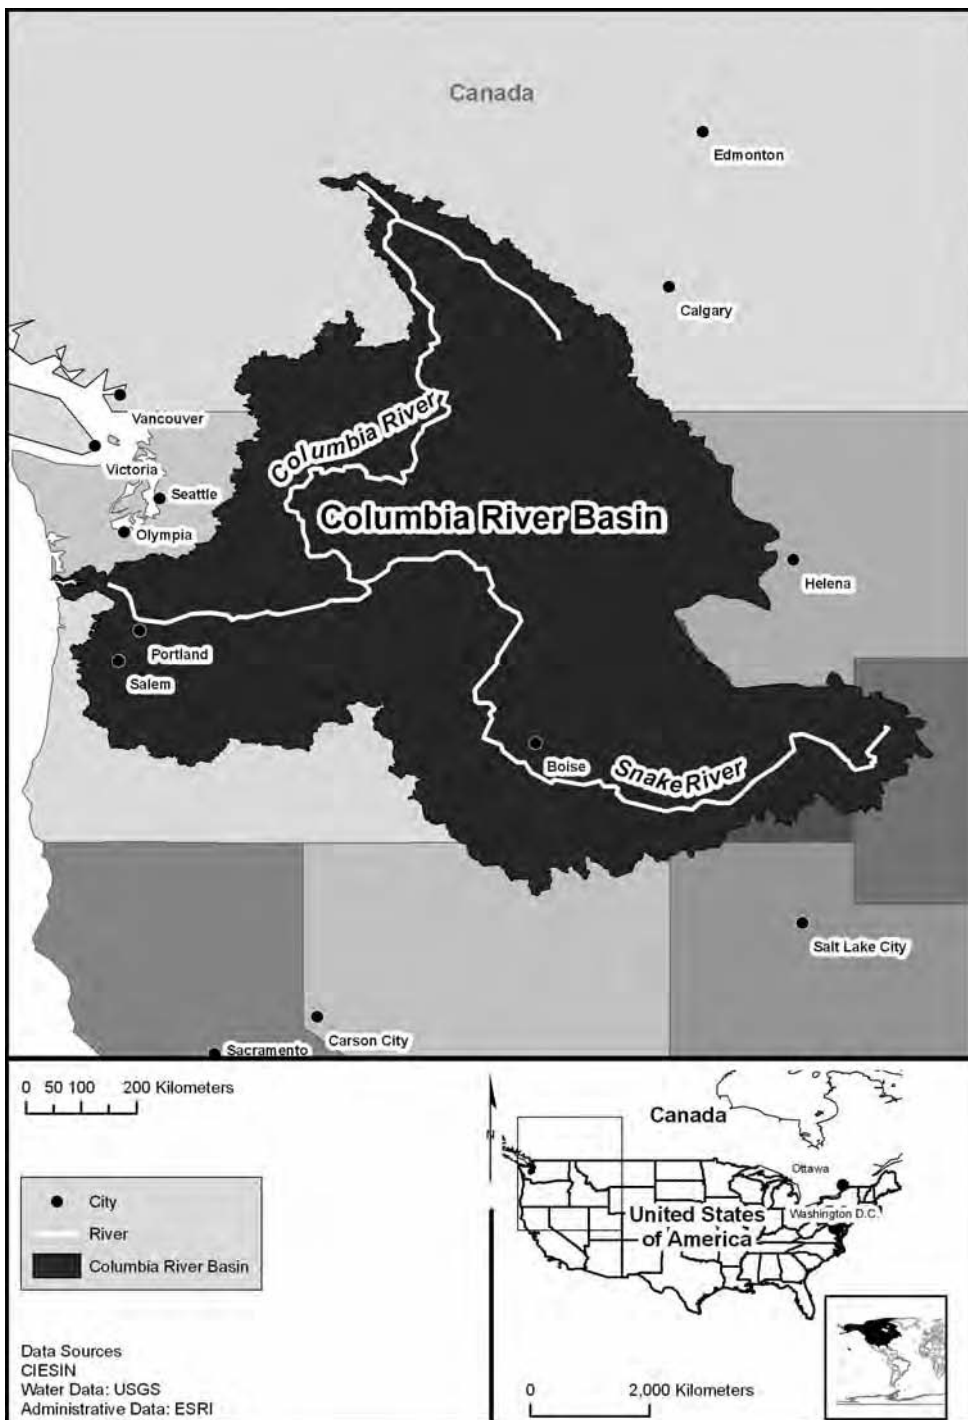 Canada
Edmonton
Calgary
Vancouver
Columbia River
Victoria
Seattle
Columbia River Basin
Olympia
Helena
Portland
Salem
Boise
Snake River
Salt Lake City
Carson City
Sacramento
0 50 100 200 Kilometers
N
Canada
Ottawa
Washington D.C.
United States
of America
City
River
Columbia River Basin
Data Sources
CIESIN
Water Data: USGS
Administrative Data: ESRI
0 2,000 Kilometers